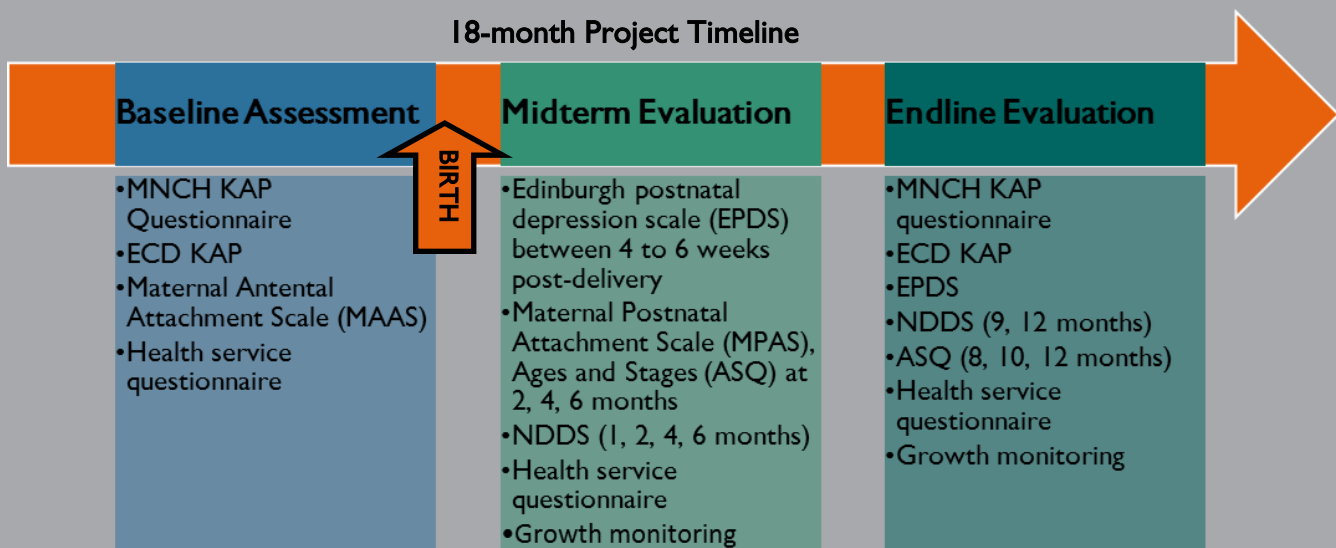 18-month Project Timeline
Baseline Assessment
BIRTH
Midterm Evaluation
Endline Evaluation
•MNCH KAP
Questionnaire
•ECD KAP
•Maternal Antental
Attachment Scale (MAAS)
•Health service
questionnaire
•Edinburgh postnatal
depression scale (EPDS)
between 4 to 6 weeks
post-delivery
•Maternal Postnatal
Attachment Scale (MPAS),
Ages and Stages (ASQ) at
2, 4, 6 months
•NDDS (1, 2, 4, 6 months)
•Health service
questionnaire
•Growth monitoring
•MNCH KAP
questionnaire
•ECD KAP
•EPDS
•NDDS (9, 12 months)
•ASQ (8, 10, 12 months)
•Health service
questionnaire
•Growth monitoring